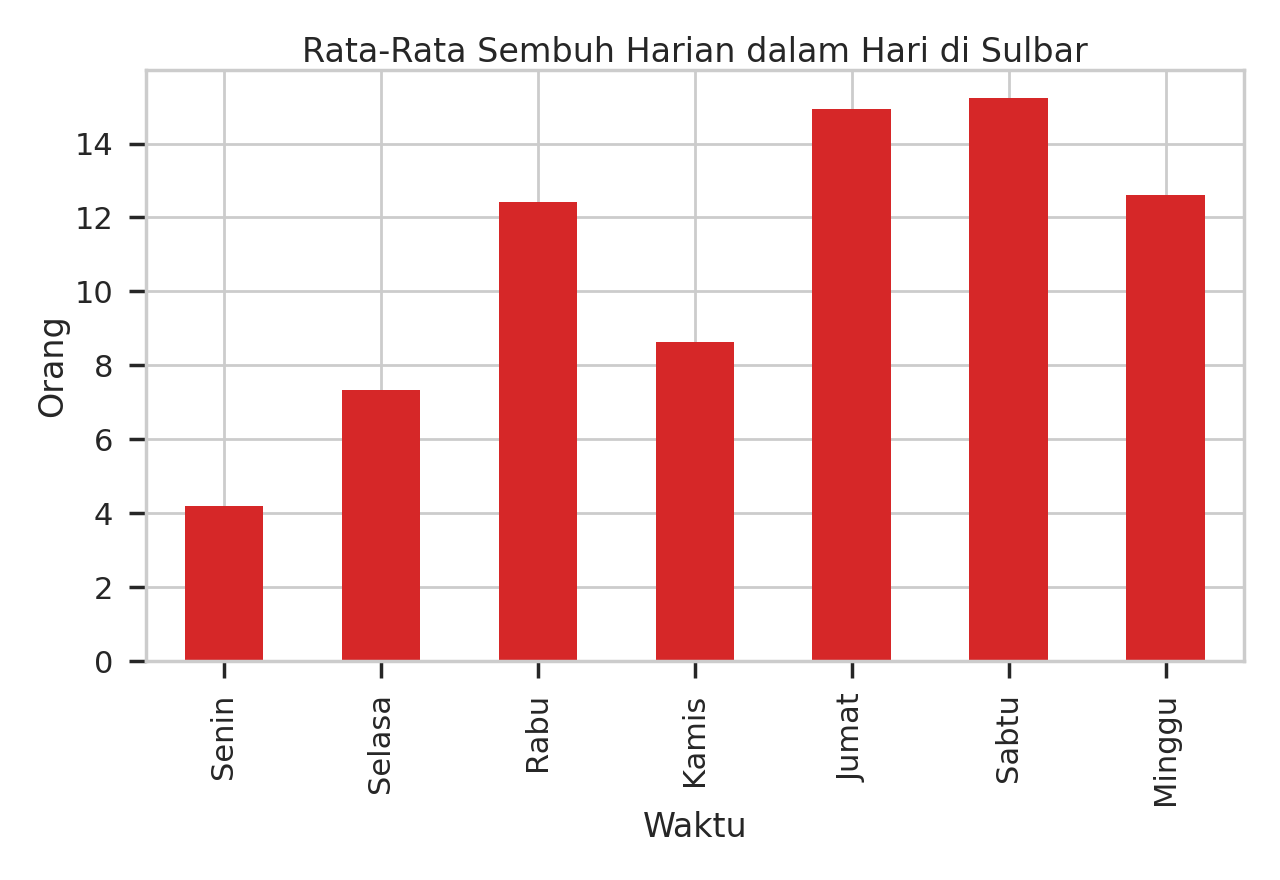 Rata-Rata Sembuh Harian dalam Hari di Sulbar
Orang
14
12
10
8
6
4
2
0
Senin
Selasa
Rabu
Kamis
Jumat
Sabtu
Minggu
Waktu